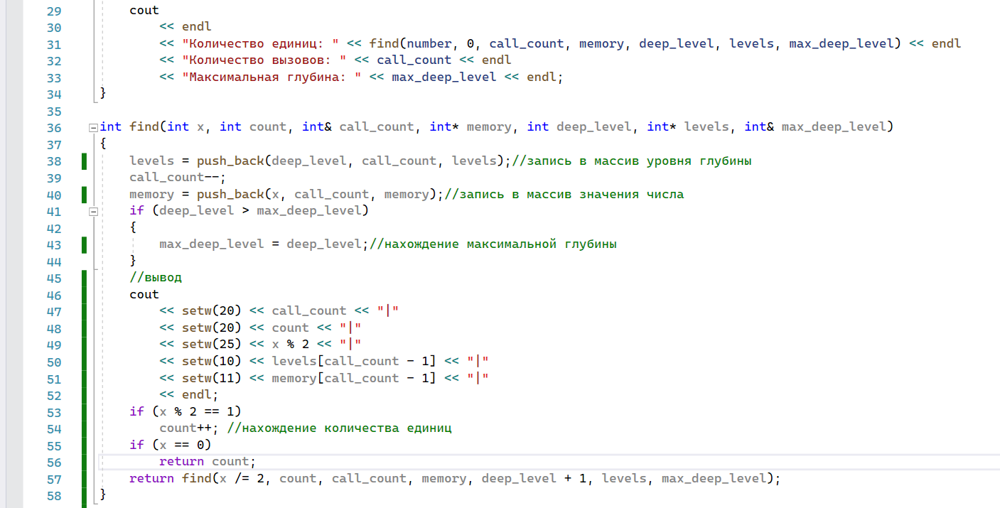 29 cout
30 << endl
31 << "Количество единиц: " << find(number, 0, call_count, memory, deep_level, levels, max_deep_level) << endl
32 << "Количество вызовов: " << call_count << endl
33 << "Максимальная глубина: " << max_deep_level << endl;
34 }
35
36 int find(int x, int count, int& call_count, int* memory, int deep_level, int* levels, int& max_deep_level)
37 {
38 levels = push_back(deep_level, call_count, levels);//запись в массив уровня глубины
39 call_count--;
40 memory = push_back(x, call_count, memory);//запись в массив значения числа
41 if (deep_level > max_deep_level)
42 {
43 max_deep_level = deep_level;//нахождение максимальной глубины
44 }
45 //вывод
46 cout
47 << setw(20) << call_count << "|"
48 << setw(20) << count << "|"
49 << setw(25) << x % 2 << "|"
50 << setw(10) << levels[call_count - 1] << "|"
51 << setw(11) << memory[call_count - 1] << "|"
52 << endl;
53 if (x % 2 == 1)
54 count++; //нахождение количества единиц
55 if (x == 0)
56 return count;
57 return find(x /= 2, count, call_count, memory, deep_level + 1, levels, max_deep_level);
58 }